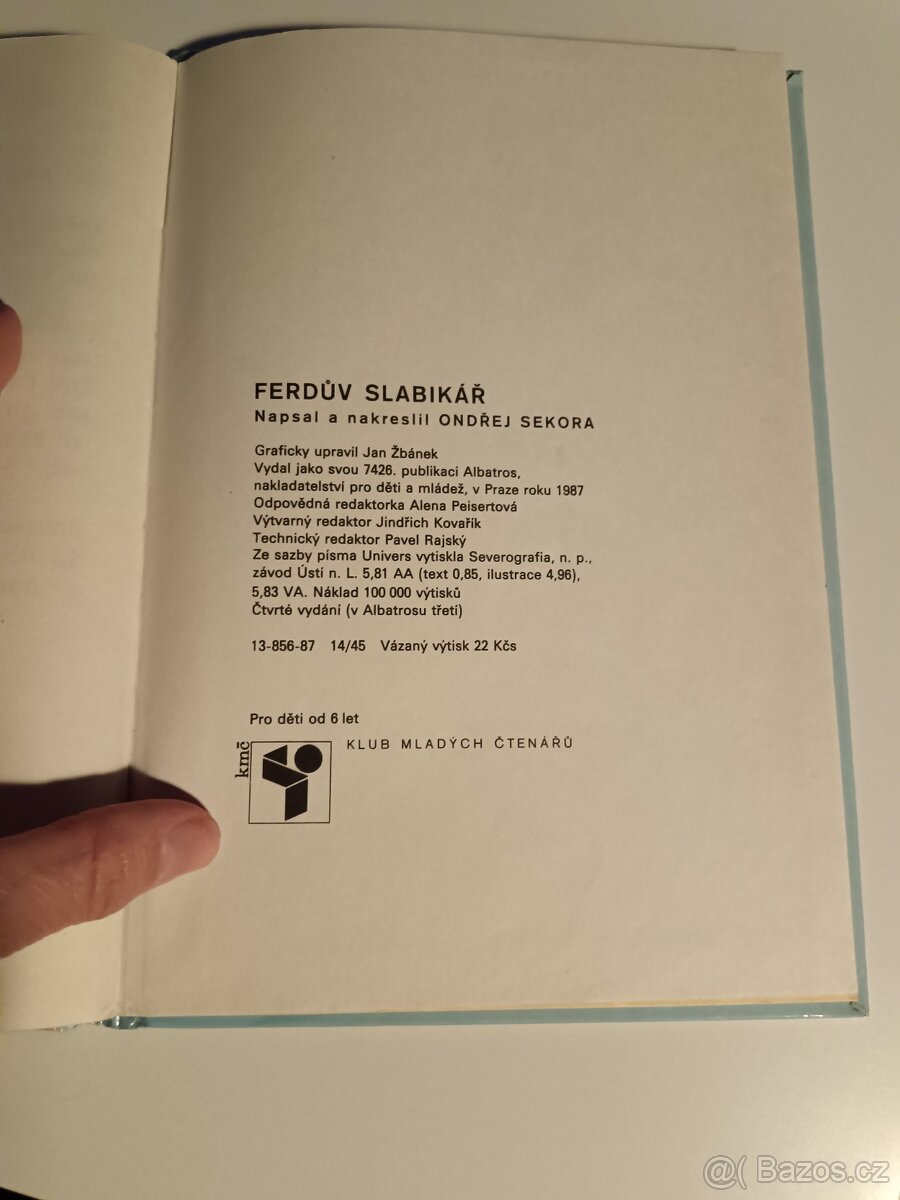 FERDŮV SLABIKÁŘ
Napsal a nakreslil ONDŘEJ SEKORA
Graficky upravil Jan Žbánek
Vydal jako svou 7426. publikaci Albatros,
nakladatelství pro děti a mládež, v Praze roku 1987
Odpovědná redaktorka Alena Peisertová
Výtvarný redaktor Jindřich Kovařík
Technický redaktor Pavel Rajský
Ze sazby písma Univers vytiskla Severografia, n. p.,
závod Ústí n. L. 5,81 AA (text 0,85, ilustrace 4,96),
5,83 VA. Náklad 100 000 výtisků
Čtvrté vydání (v Albatrosu třetí)
13-856-87 14/45 Vázaný výtisk 22 Kčs
Pro děti od 6 let
kmč
KLUB MLADÝCH ČTENÁŘŮ
@( Bazos.cz